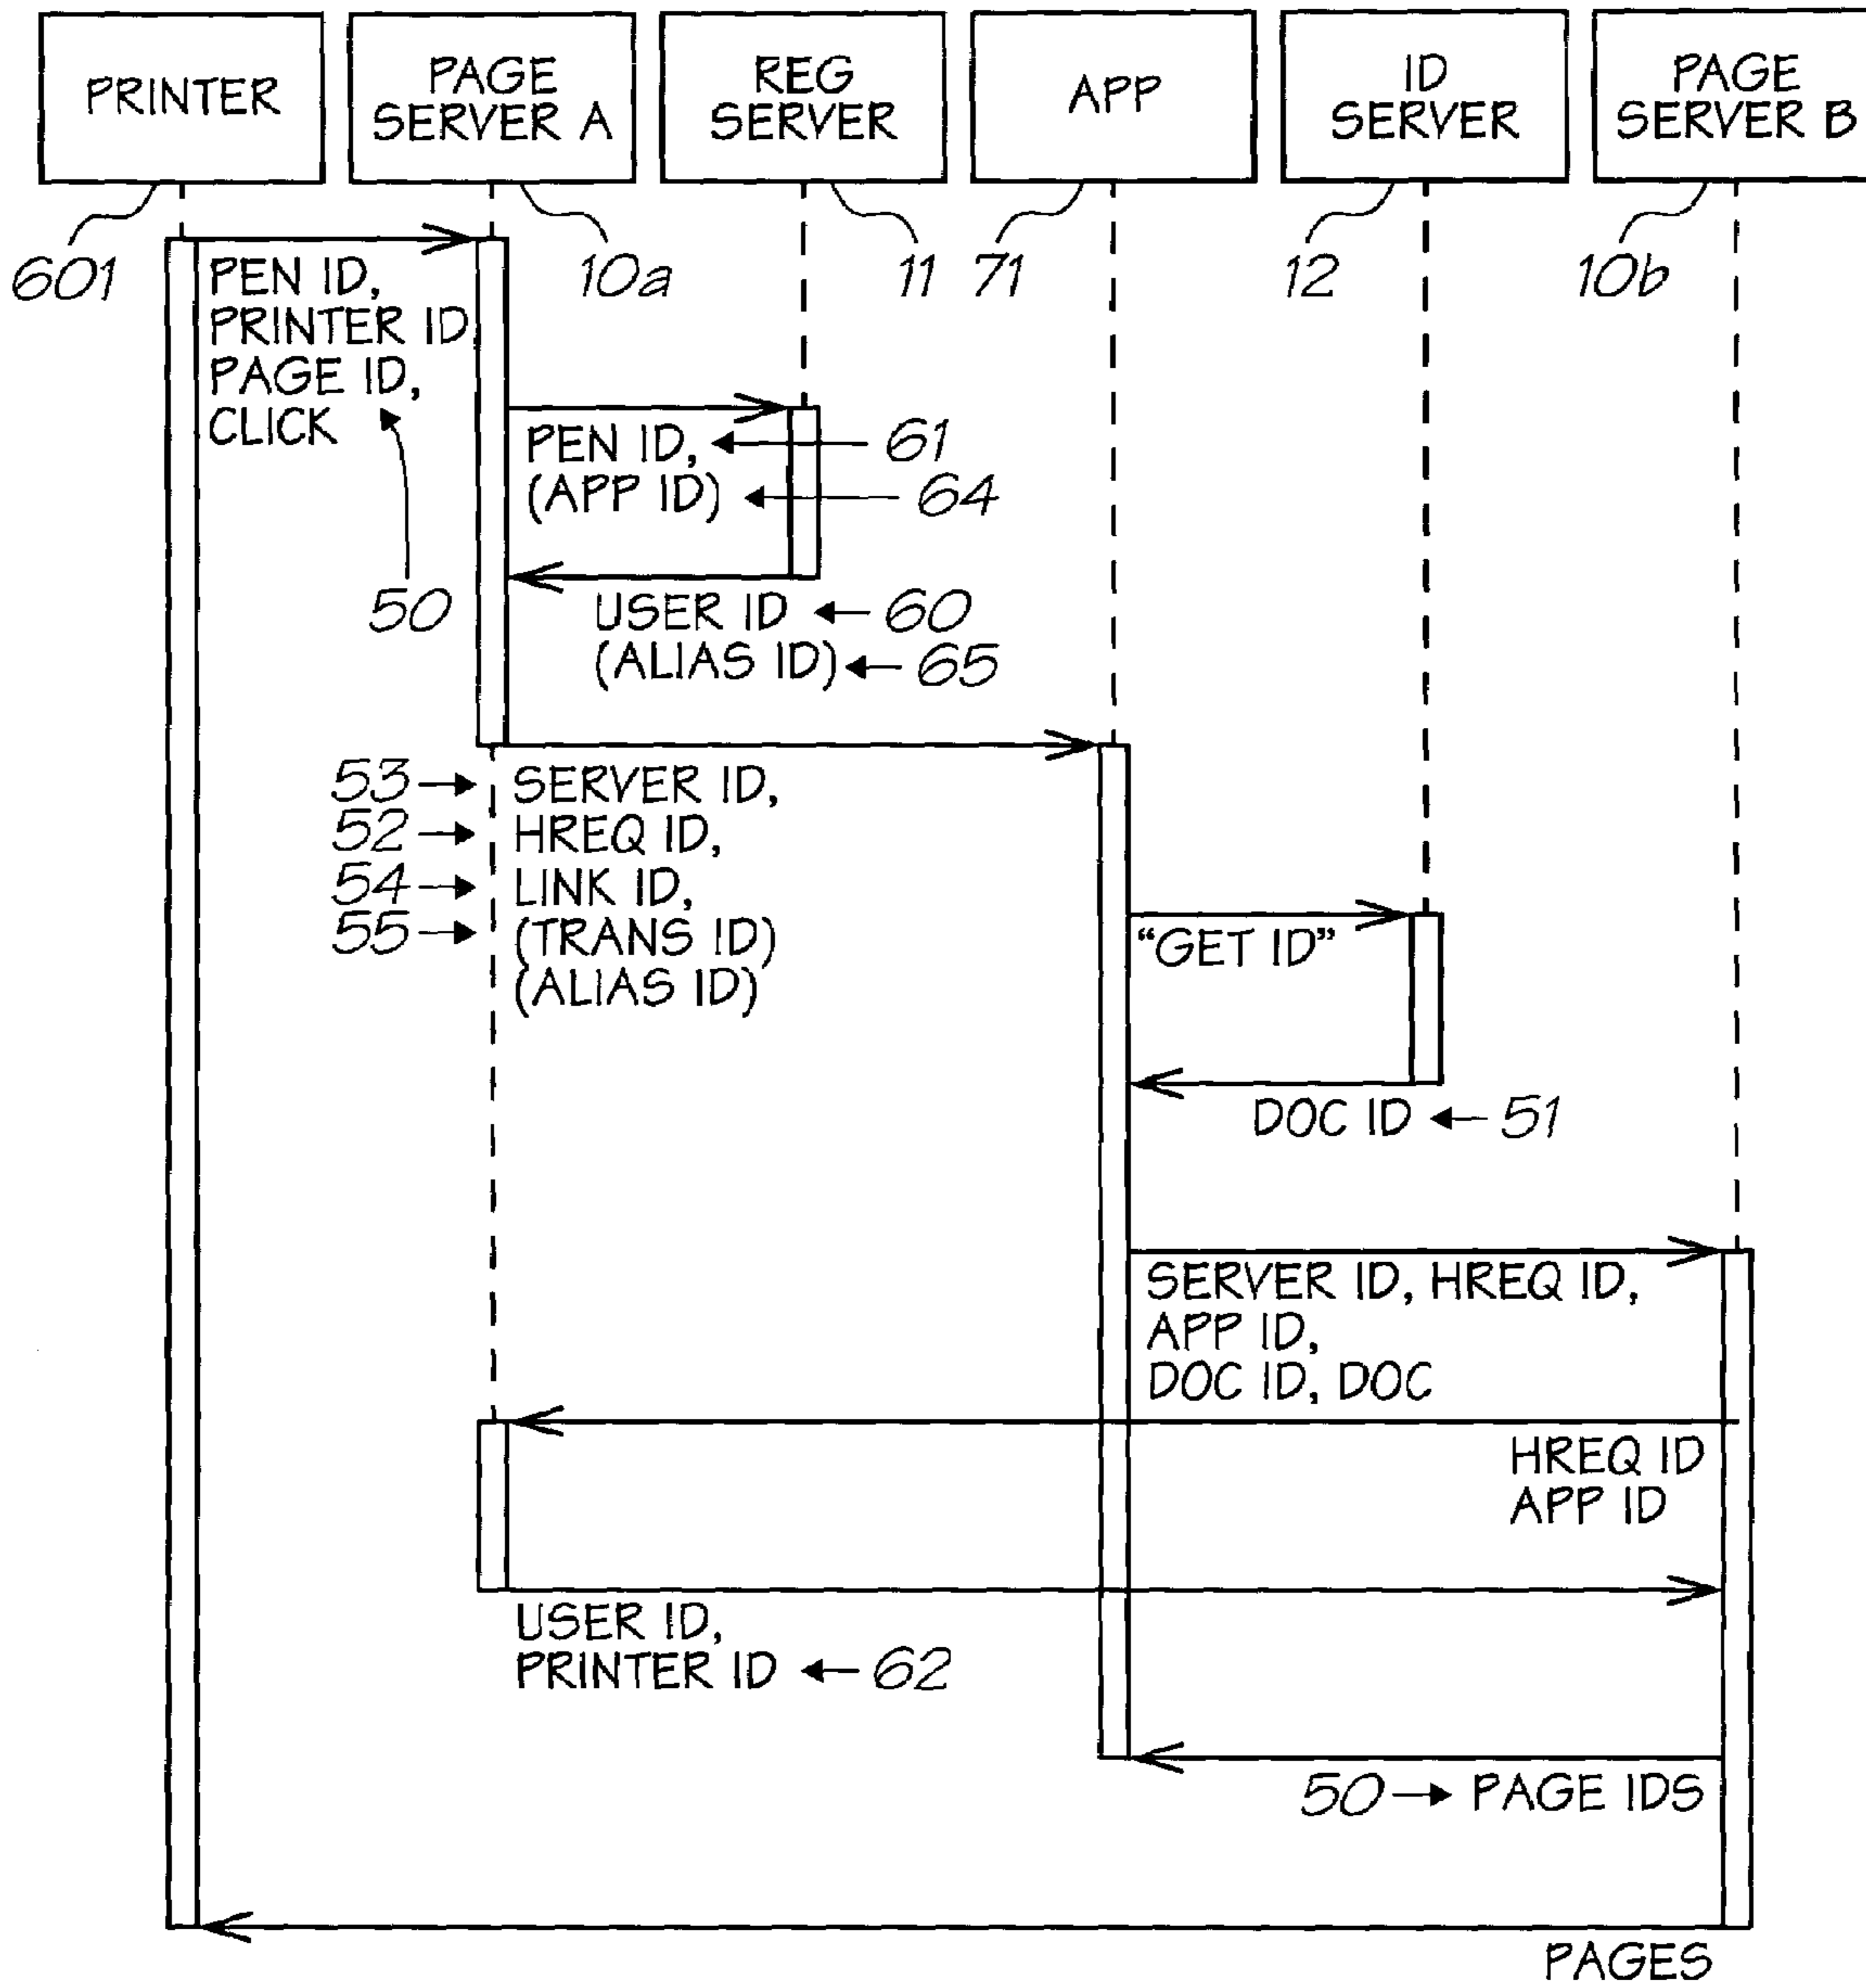 PRINTER
PAGE
SERVER A
REG
SERVER
APP
ID
SERVER
PAGE
SERVER B
601
10a
11
71
12
10b
PEN ID,
PRINTER ID
PAGE ID,
CLICK
50
PEN ID, 61
(APP ID) 64
USER ID 60
(ALIAS ID) 65
53 SERVER ID,
52 HREQ ID,
54 LINK ID,
55 (TRANS ID)
(ALIAS ID)
"GET ID"
DOC ID 51
SERVER ID, HREQ ID,
APP ID,
DOC ID, DOC
HREQ ID
APP ID
USER ID,
PRINTER ID 62
50 PAGE IDS
PAGES